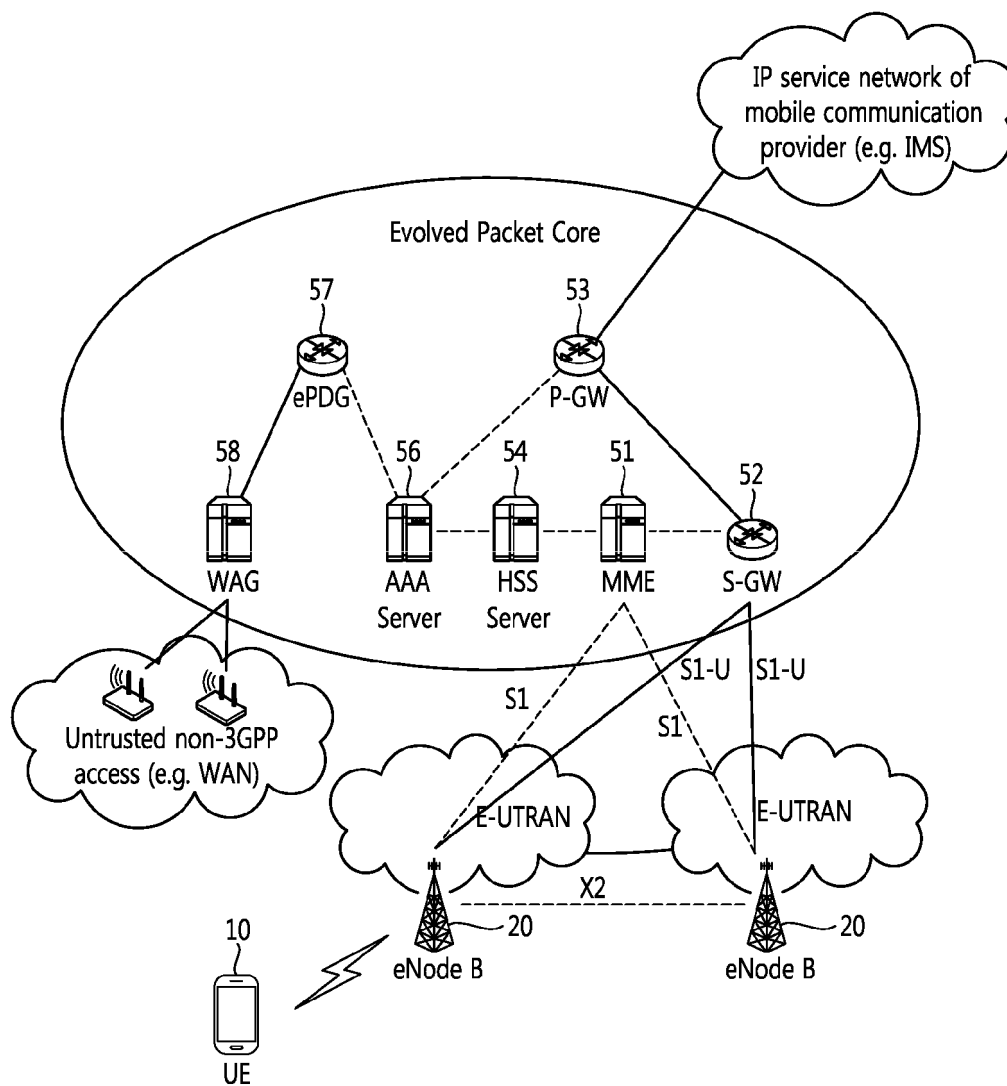 IP service network of
mobile communication
provider (e.g. IMS)
Evolved Packet Core
57
53
ePDG
P-GW
58
56
54
51
52
WAG
AAA
Server
HSS
Server
MME
S-GW
S1-U
S1-U
S1
S1
Untrusted non-3GPP
access (e.g. WAN)
E-UTRAN
E-UTRAN
X2
20
20
eNode B
eNode B
10
UE